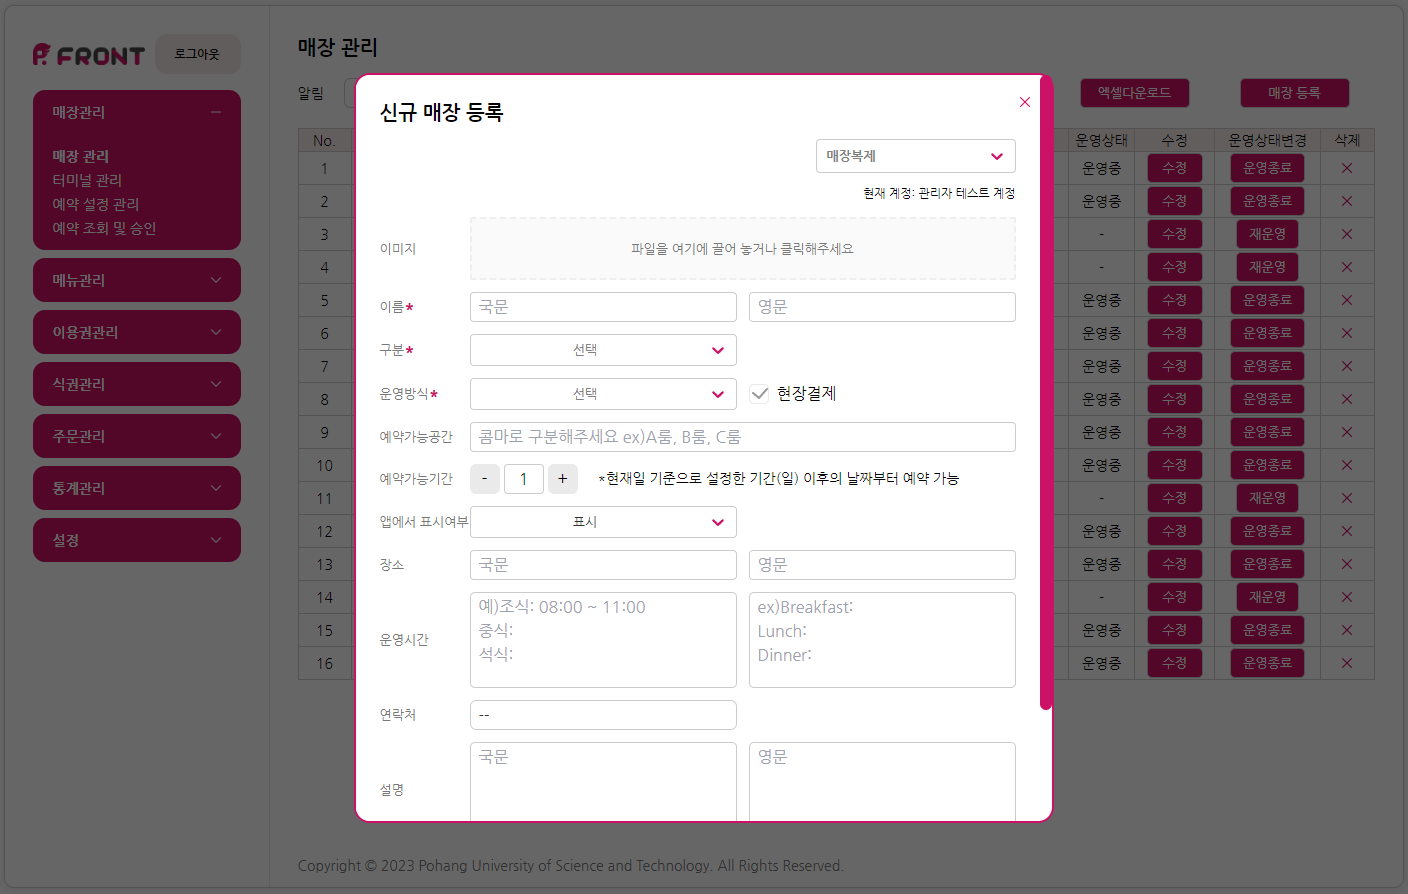 FRONT
로그아웃
매장관리
매장 관리
터미널 관리
예약 설정 관리
예약 조회 및 승인
메뉴관리
이용권관리
식권관리
주문관리
통계관리
설정
매장 관리
알림
엑셀다운로드
매장 등록
No. 운영상태 수정 운영상태변경 삭제
1 운영중 수정 운영종료
2 운영중 수정 운영종료
3 - 수정 재운영
4 - 수정 재운영
5 운영중 수정 운영종료
6 운영중 수정 운영종료
7 운영중 수정 운영종료
8 운영중 수정 운영종료
9 운영중 수정 운영종료
10 운영중 수정 운영종료
11 - 수정 재운영
12 운영중 수정 운영종료
13 운영중 수정 운영종료
14 - 수정 재운영
15 운영중 수정 운영종료
16 운영중 수정 운영종료
신규 매장 등록
매장복제
현재 계정: 관리자 테스트 계정
이미지 파일을 여기에 끌어 놓거나 클릭해주세요
이름* 국문 영문
구분* 선택
운영방식* 선택 현장결제
예약가능공간 콤마로 구분해주세요 ex)A룸, B룸, C룸
예약가능기간 - 1 + *현재일 기준으로 설정한 기간(일) 이후의 날짜부터 예약 가능
앱에서 표시여부 표시
장소 국문 영문
운영시간
예)조식: 08:00 ~ 11:00
중식:
석식:
ex)Breakfast:
Lunch:
Dinner:
연락처 --
설명 국문 영문
Copyright © 2023 Pohang University of Science and Technology. All Rights Reserved.